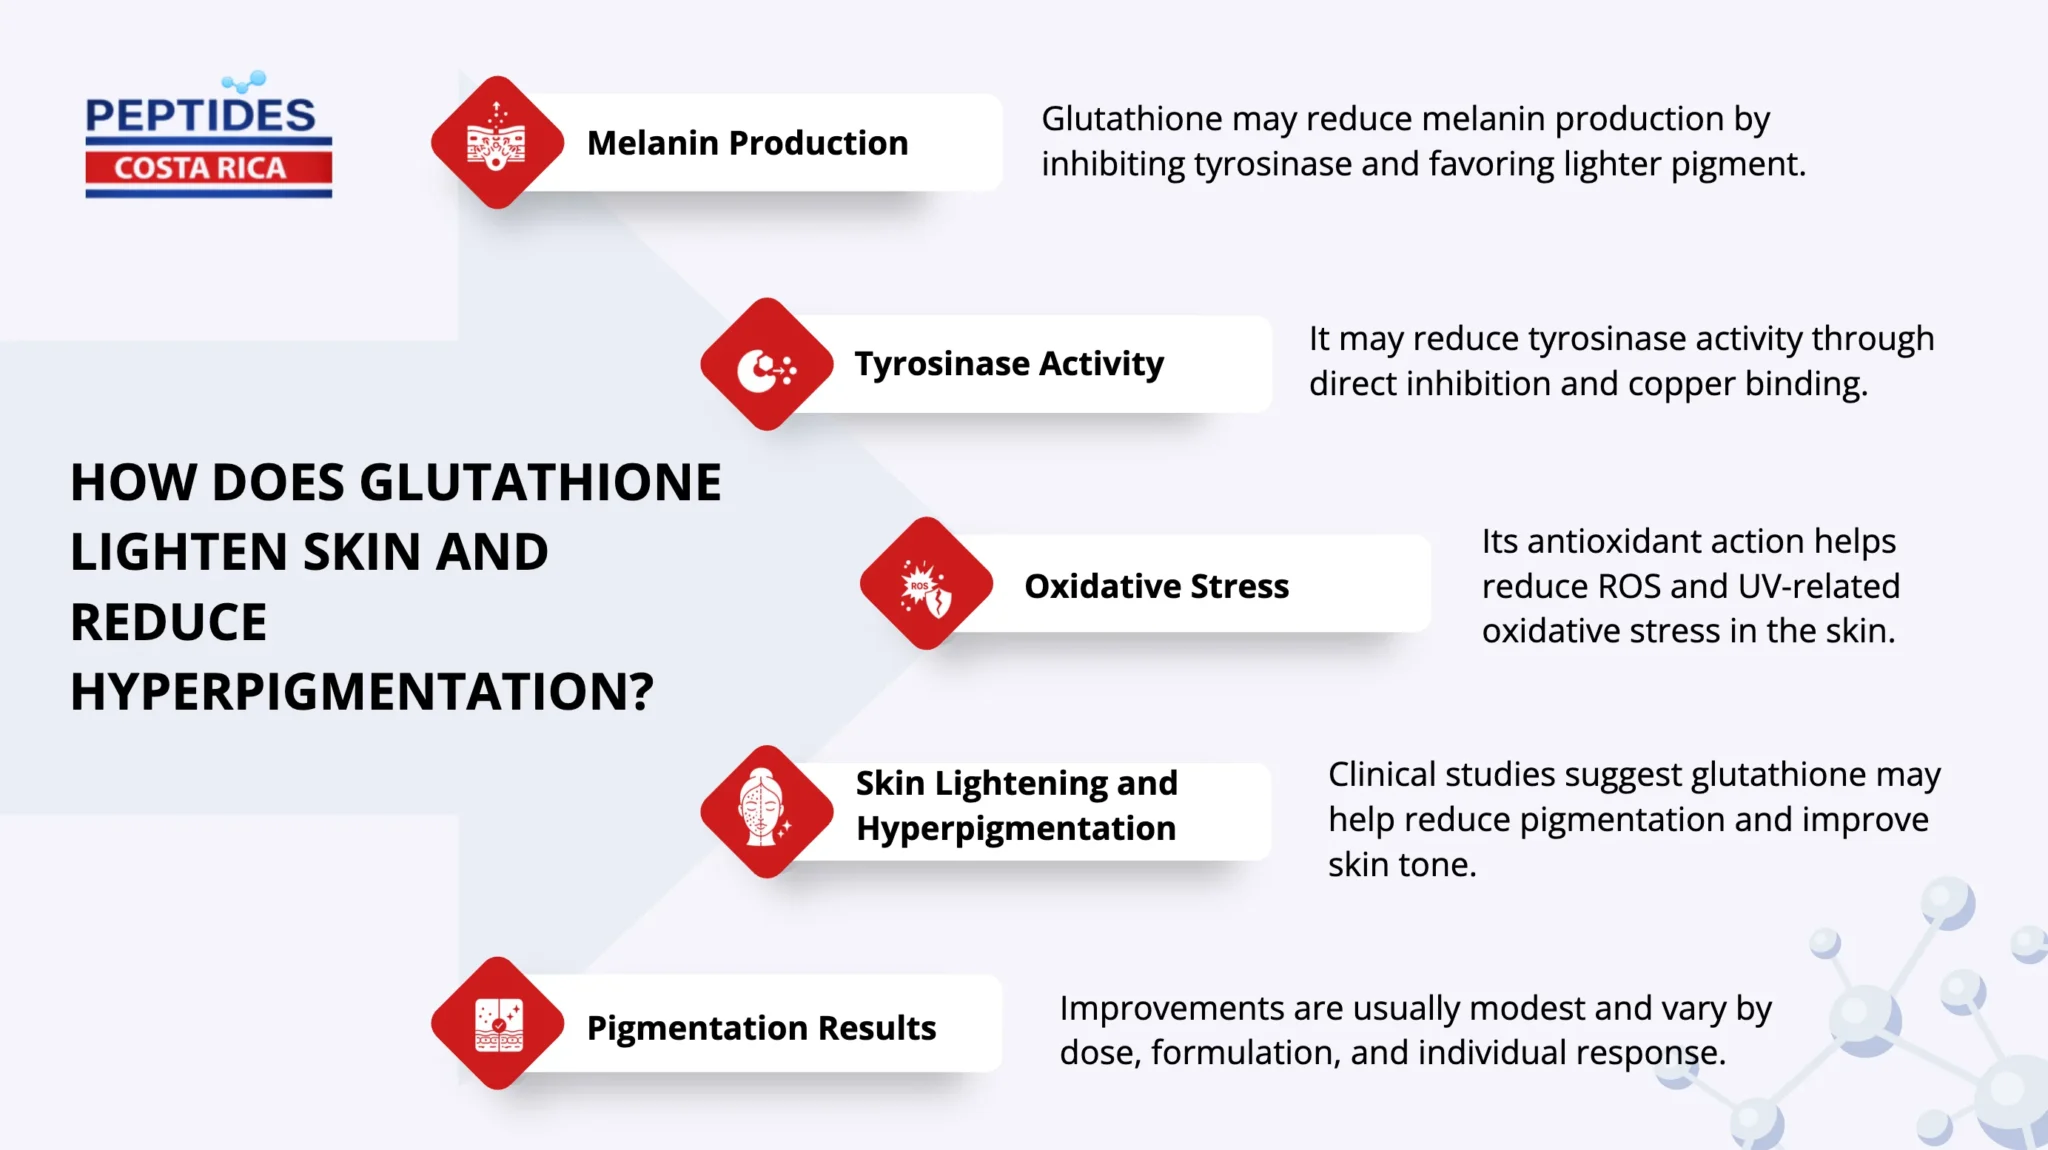 PEPTIDES
COSTA RICA
HOW DOES GLUTATHIONE
LIGHTEN SKIN AND
REDUCE
HYPERPIGMENTATION?
Melanin Production
Glutathione may reduce melanin production by
inhibiting tyrosinase and favoring lighter pigment.
Tyrosinase Activity
It may reduce tyrosinase activity through
direct inhibition and copper binding.
ROS
Oxidative Stress
Its antioxidant action helps
reduce ROS and UV-related
oxidative stress in the skin.
Skin Lightening and
Hyperpigmentation
Clinical studies suggest glutathione may
help reduce pigmentation and improve
skin tone.
Pigmentation Results
Improvements are usually modest and vary by
dose, formulation, and individual response.